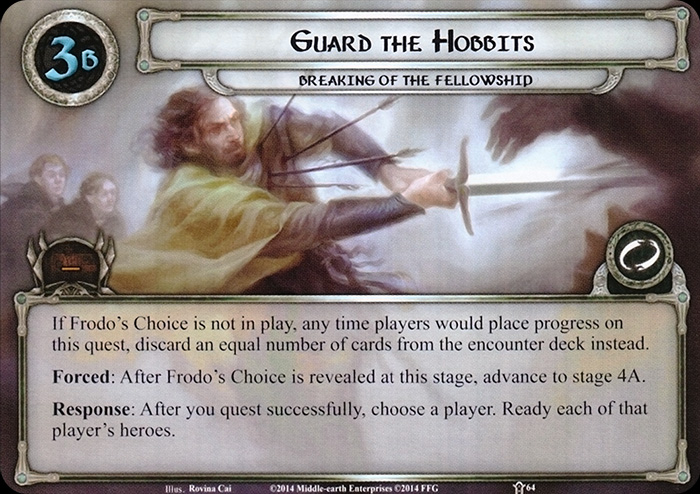 3B
GUARD THE HOBBITS
BREAKING OF THE FELLOWSHIP
If Frodo's Choice is not in play, any time players would place progress on
this quest, discard an equal number of cards from the encounter deck instead.
Forced: After Frodo's Choice is revealed at this stage, advance to stage 4A.
Response: After you quest successfully, choose a player. Ready each of that
player's heroes.
Illus. Rovina Cai ©2014 Middle-earth Enterprises ©2014 FFG 64